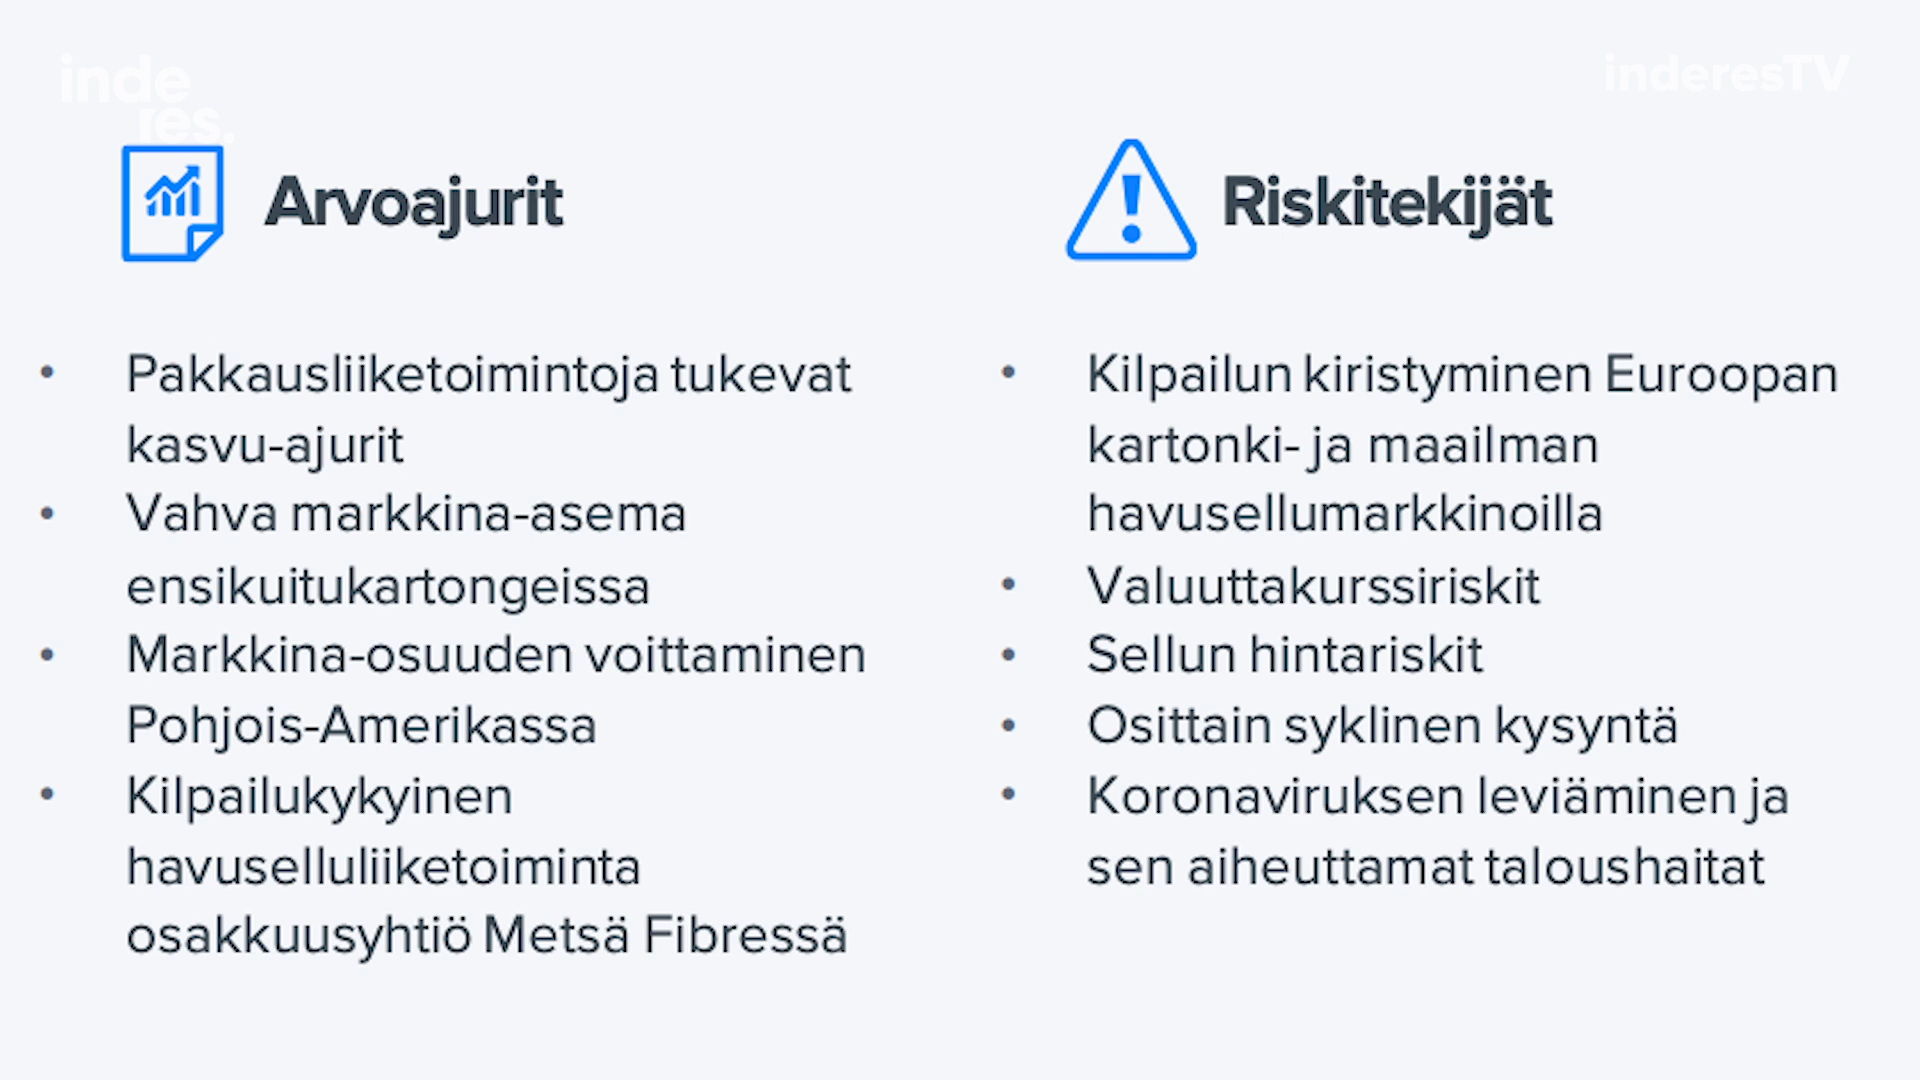 inde
res.
inderesTV
Arvoajurit
Pakkausliiketoimintoja tukevat
kasvu-ajurit
Vahva markkina-asema
ensikuitukartongeissa
Markkina-osuuden voittaminen
Pohjois-Amerikassa
Kilpailukykyinen
havuselluliiketoiminta
osakkuusyhtiö Metsä Fibressä
Riskitekijät
Kilpailun kiristyminen Euroopan
kartonki- ja maailman
havusellumarkkinoilla
Valuuttakurssiriskit
Sellun hintariskit
Osittain syklinen kysyntä
Koronaviruksen leviäminen ja
sen aiheuttamat taloushaitat